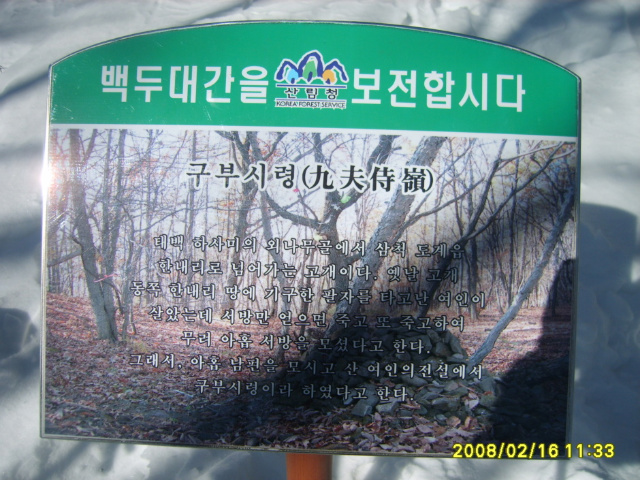 백두대간을 보전합시다
산림청
KOREA FOREST SERVICE
구부시령(九夫侍嶺)
태백 하사미의 외나무골에서 삼척 도계읍
한내리로 넘어가는 고개이다. 옛날 고개
동쪽 한내리 땅에 기구한 팔자를 타고난 여인이
살았는데 서방만 얻으면 죽고 또 죽고하여
무려 아홉 서방을 모셨다고 한다.
그래서, 아홉 남편을 모시고 산 여인의전설에서
구부시령이라 하였다고 한다.
2008/02/16 11:33